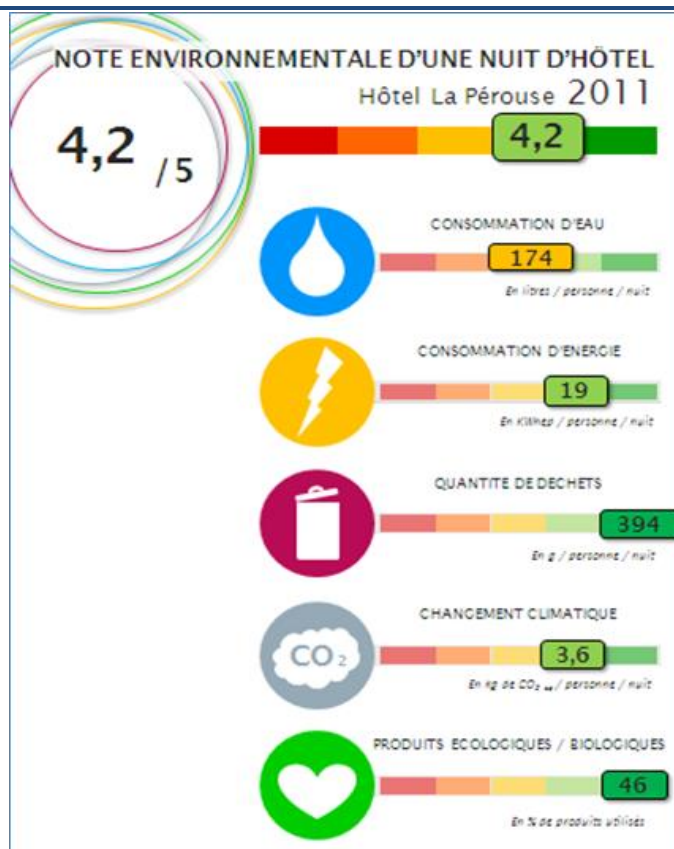 NOTE ENVIRONNEMENTALE D'UNE NUIT D'HÔTEL
Hôtel La Pérouse 2011
4,2 /5
4,2
CONSOMMATION D'EAU
174
En litres / personne / nuit
CONSOMMATION D'ENERGIE
19
En KWhep / personne / nuit
QUANTITE DE DECHETS
394
En g / personne / nuit
CHANGEMENT CLIMATIQUE
CO2
3,6
En kg de CO2 / personne / nuit
PRODUITS ECOLOGIQUES / BIOLOGIQUES
46
En % de produits utilisés